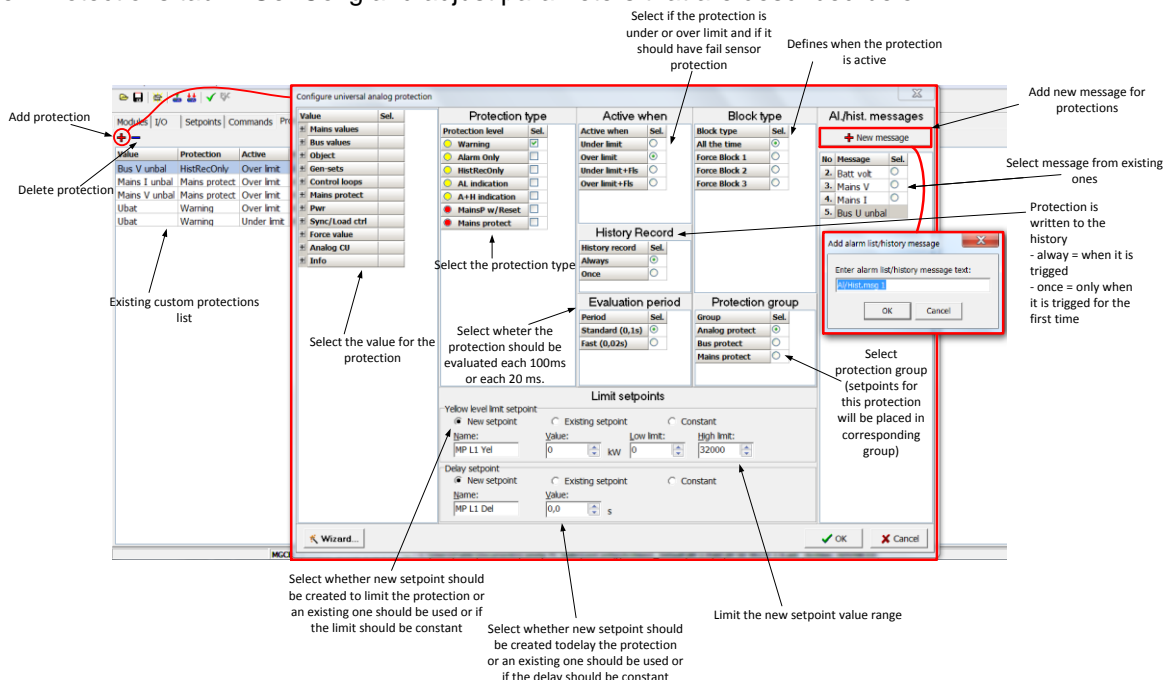 Select if the protection is
under or over limit and if it
should have fail sensor
protection
Defines when the protection
is active
Add protection
Delete protection
Existing custom protections
list
Modules I/O Setpoints Commands
Value Protection Active
Bus V unbal HistRecOnly Over limit
Mains I unbal Mains protect Over limit
Mains V unbal Mains protect Over limit
Ubat Warning Over limit
Ubat Warning Under limit
Configure universal analog protection
Value Sel.
Mains values
Bus values
Object
Gen-sets
Control loops
Mains protect
Pwr
Sync/Load ctrl
Force value
Analog CU
Info
Select the value for the
protection
Protection type
Protection level Sel.
Warning
Alarm Only
HistRecOnly
AL indication
A+H indication
MainsP w/Reset
Mains protect
Select the protection type
Select wheter the
protection should be
evaluated each 100ms
or each 20 ms.
Active when
Active when Sel.
Under limit
Over limit
Under limit+Fls
Over limit+Fls
History Record
History record Sel.
Always
Once
Evaluation period
Period Sel.
Standard (0,1s)
Fast (0,02s)
Block type
Block type Sel.
All the time
Force Block 1
Force Block 2
Force Block 3
Protection group
Group Sel.
Analog protect
Bus protect
Mains protect
Al./hist. messages
New message
No Message Sel.
2. Batt volt
3. Mains V
4. Mains I
5. Bus U unbal
Add alarm list/history message
Enter alarm list/history message text:
Al/Hist.msg 1
OK Cancel
Select
protection group
(setpoints for
this protection
will be placed in
corresponding
group)
Add new message for
protections
Select message from existing
ones
Protection is
written to the
history
- alway = when it is
trigged
- once = only when
it is trigged for the
first time
Limit setpoints
Yellow level limit setpoint
New setpoint Existing setpoint Constant
Name: Value: Low limit: High limit:
MP L1 Yel 0 kW 0 32000
Delay setpoint
New setpoint Existing setpoint Constant
Name: Value:
MP L1 Del 0,0 s
Wizard... OK Cancel
Select whether new setpoint should
be created to limit the protection or
an existing one should be used or if
the limit should be constant
Select whether new setpoint should
be created todelay the protection
or an existing one should be used or
if the delay should be constant
Limit the new setpoint value range